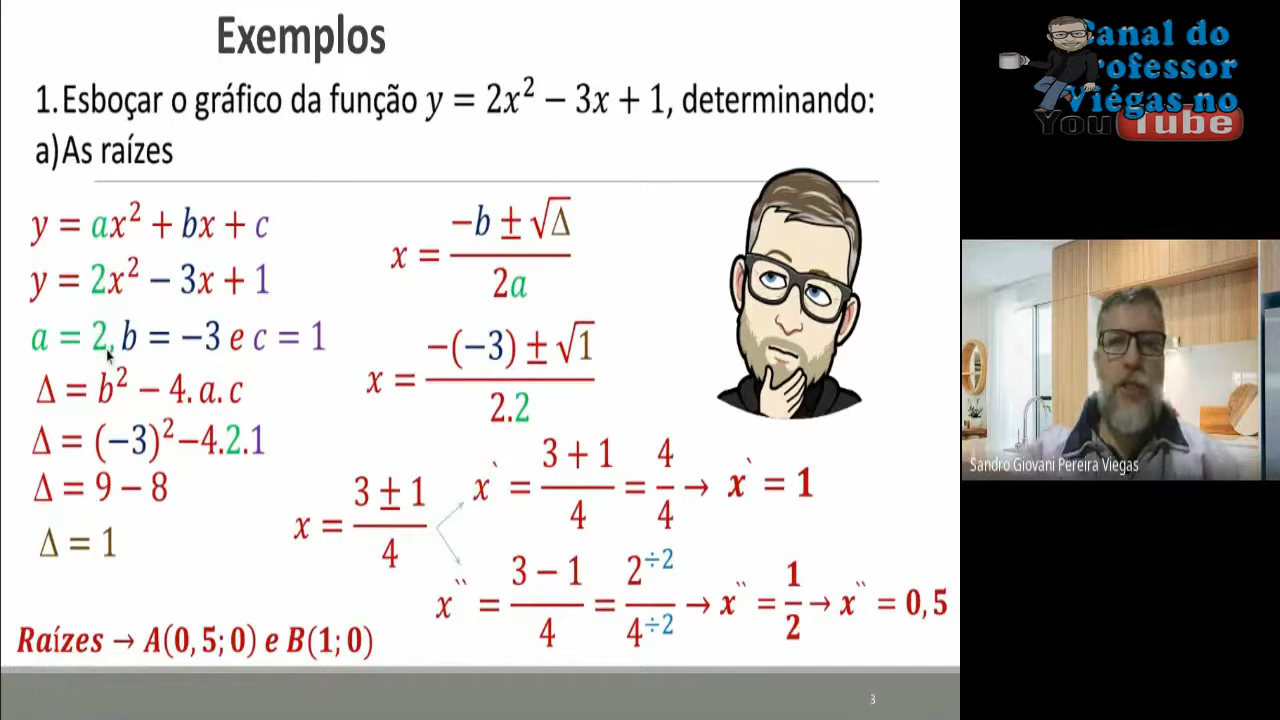 Exemplos
1. Esboçar o gráfico da função y = 2x² − 3x + 1, determinando:
a) As raízes
y = ax² + bx + c
y = 2x² − 3x + 1
a = 2, b = −3 e c = 1
Δ = b² − 4. a. c
Δ = (−3)² −4.2.1
Δ = 9 − 8
Δ = 1
x = (−b ± √Δ) / 2a
x = (−(−3) ± √1) / 2.2
x = (3 ± 1) / 4
x` = (3 + 1) / 4 = 4/4 → x` = 1
x`` = (3 − 1) / 4 = 2÷2 / 4÷2 → x`` = 1/2 → x`` = 0,5
Raízes → A(0,5; 0) e B(1; 0)
3
Canal do
Professor
Viégas no
YouTube
Sandro Giovani Pereira Viegas